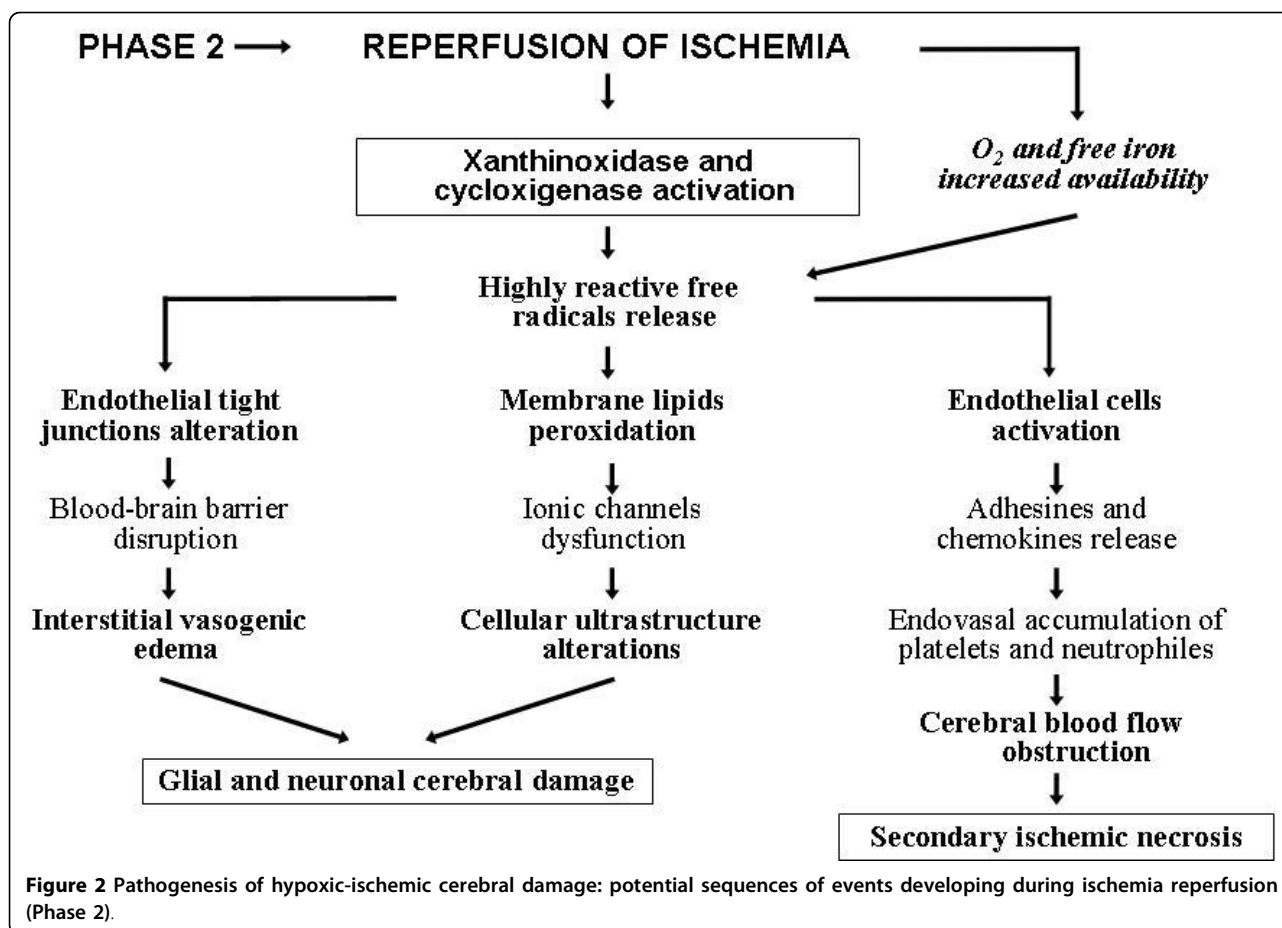 PHASE 2 → REPERFUSION OF ISCHEMIA
Xanthinoxidase and
cycloxigenase activation
O₂ and free iron
increased availability
Highly reactive free
radicals release
Endothelial tight
junctions alteration
Membrane lipids
peroxidation
Endothelial cells
activation
Blood-brain barrier
disruption
Ionic channels
dysfunction
Adhesines and
chemokines release
Interstitial vasogenic
edema
Cellular ultrastructure
alterations
Endovasal accumulation of
platelets and neutrophiles
Cerebral blood flow
obstruction
Glial and neuronal cerebral damage
Secondary ischemic necrosis
Figure 2 Pathogenesis of hypoxic-ischemic cerebral damage: potential sequences of events developing during ischemia reperfusion
(Phase 2).